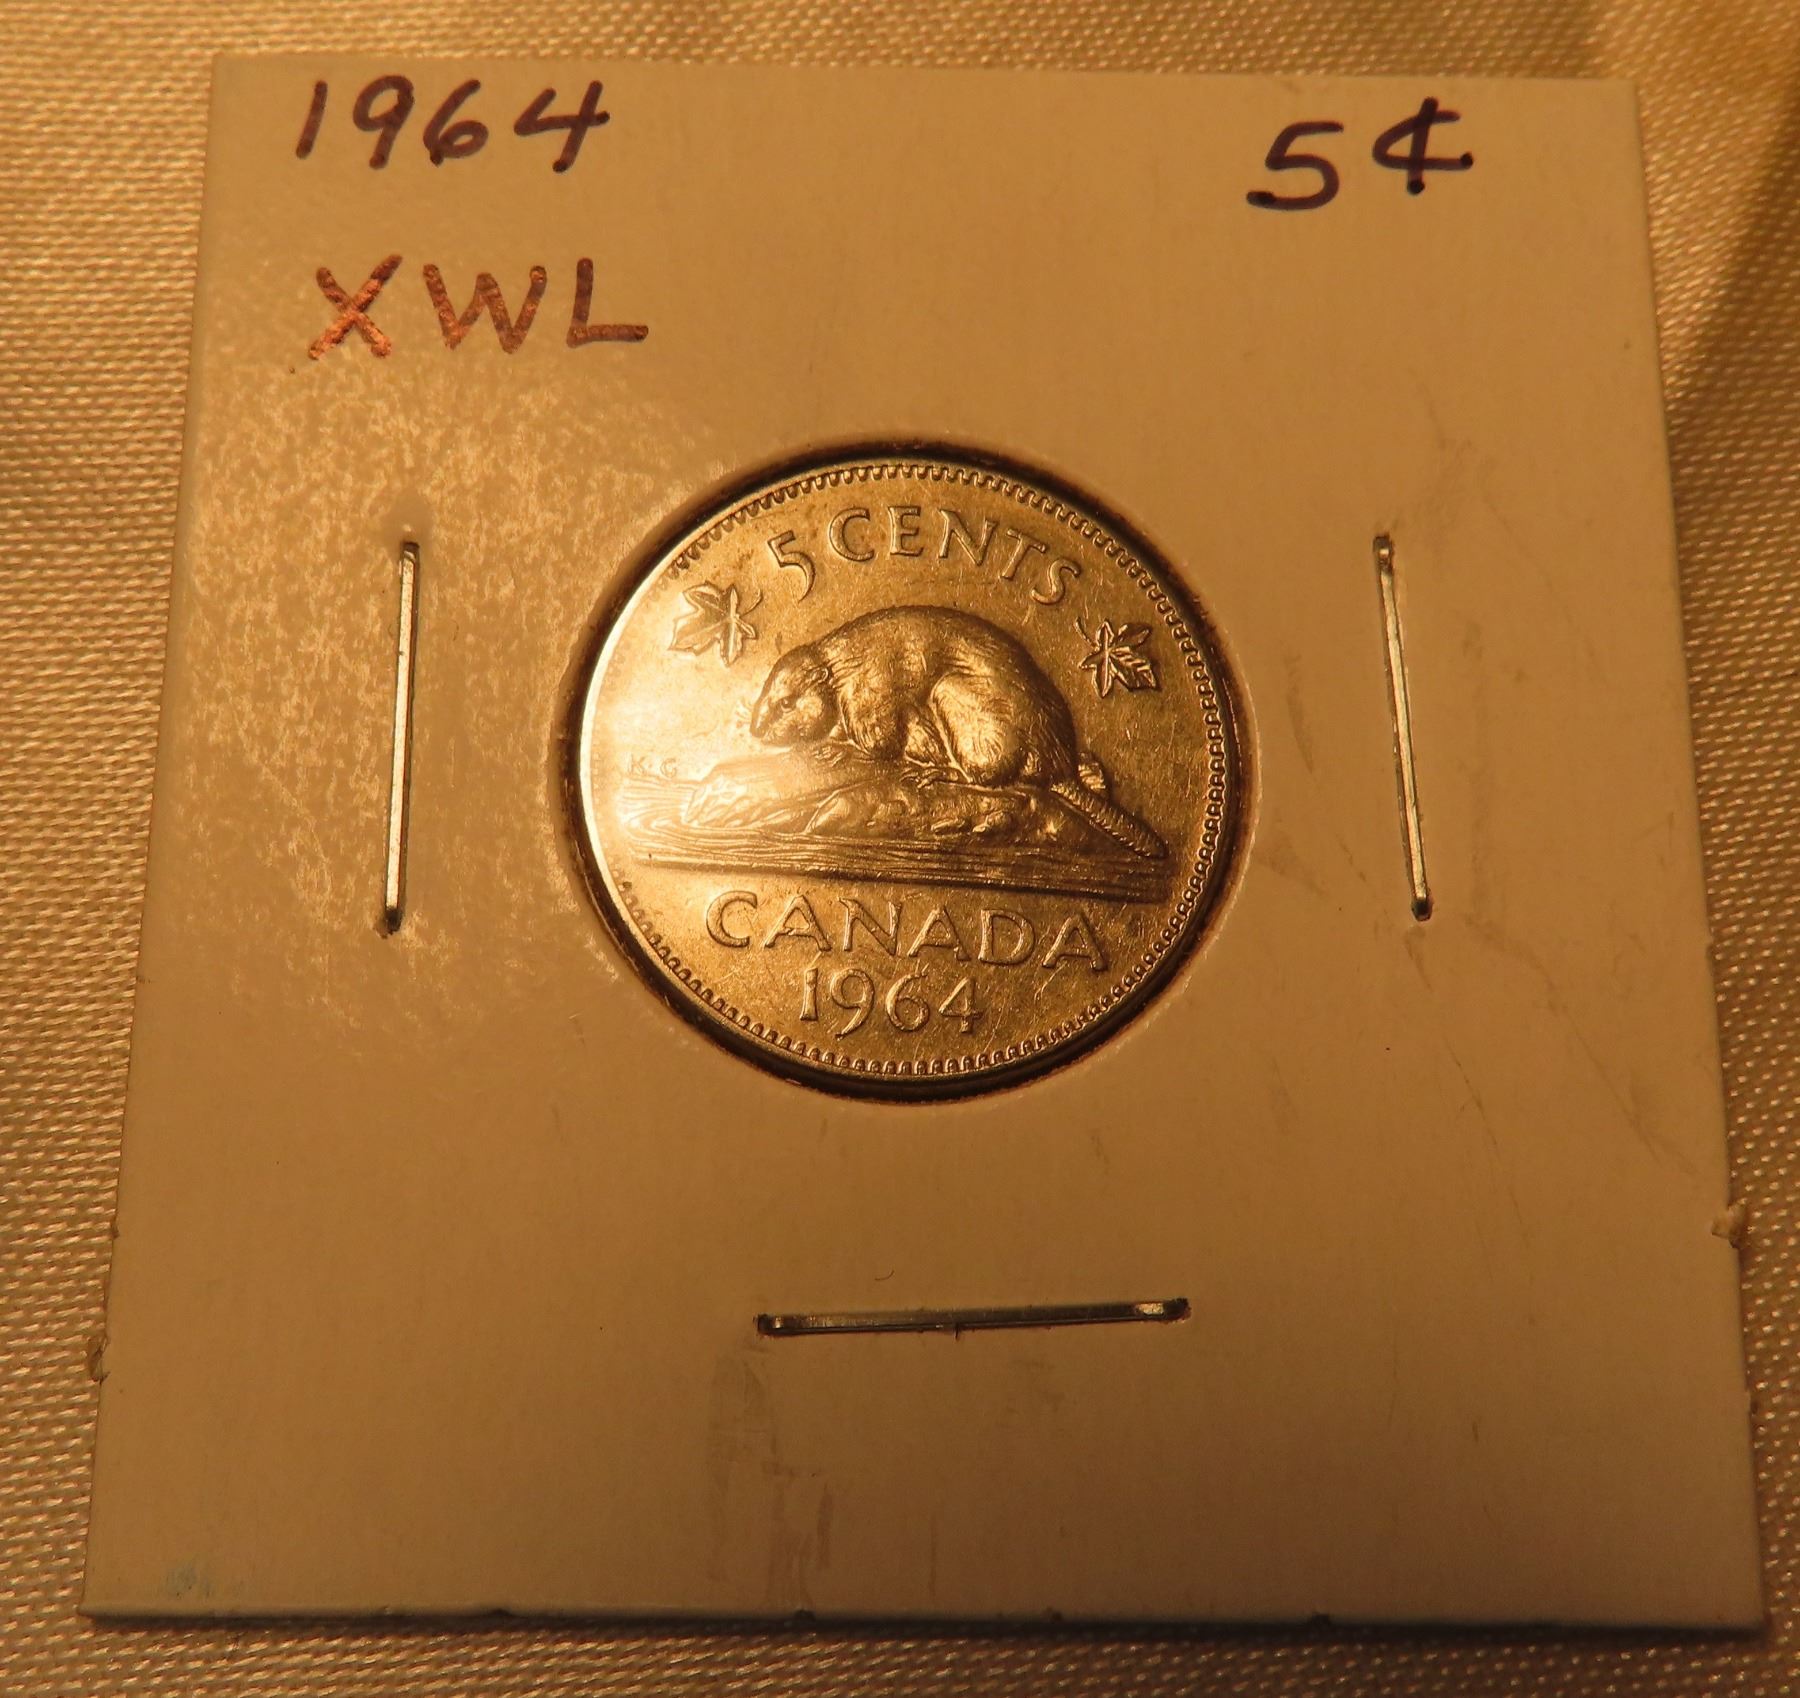 1964 5¢
XWL
5 CENTS
K·G
CANADA
1964